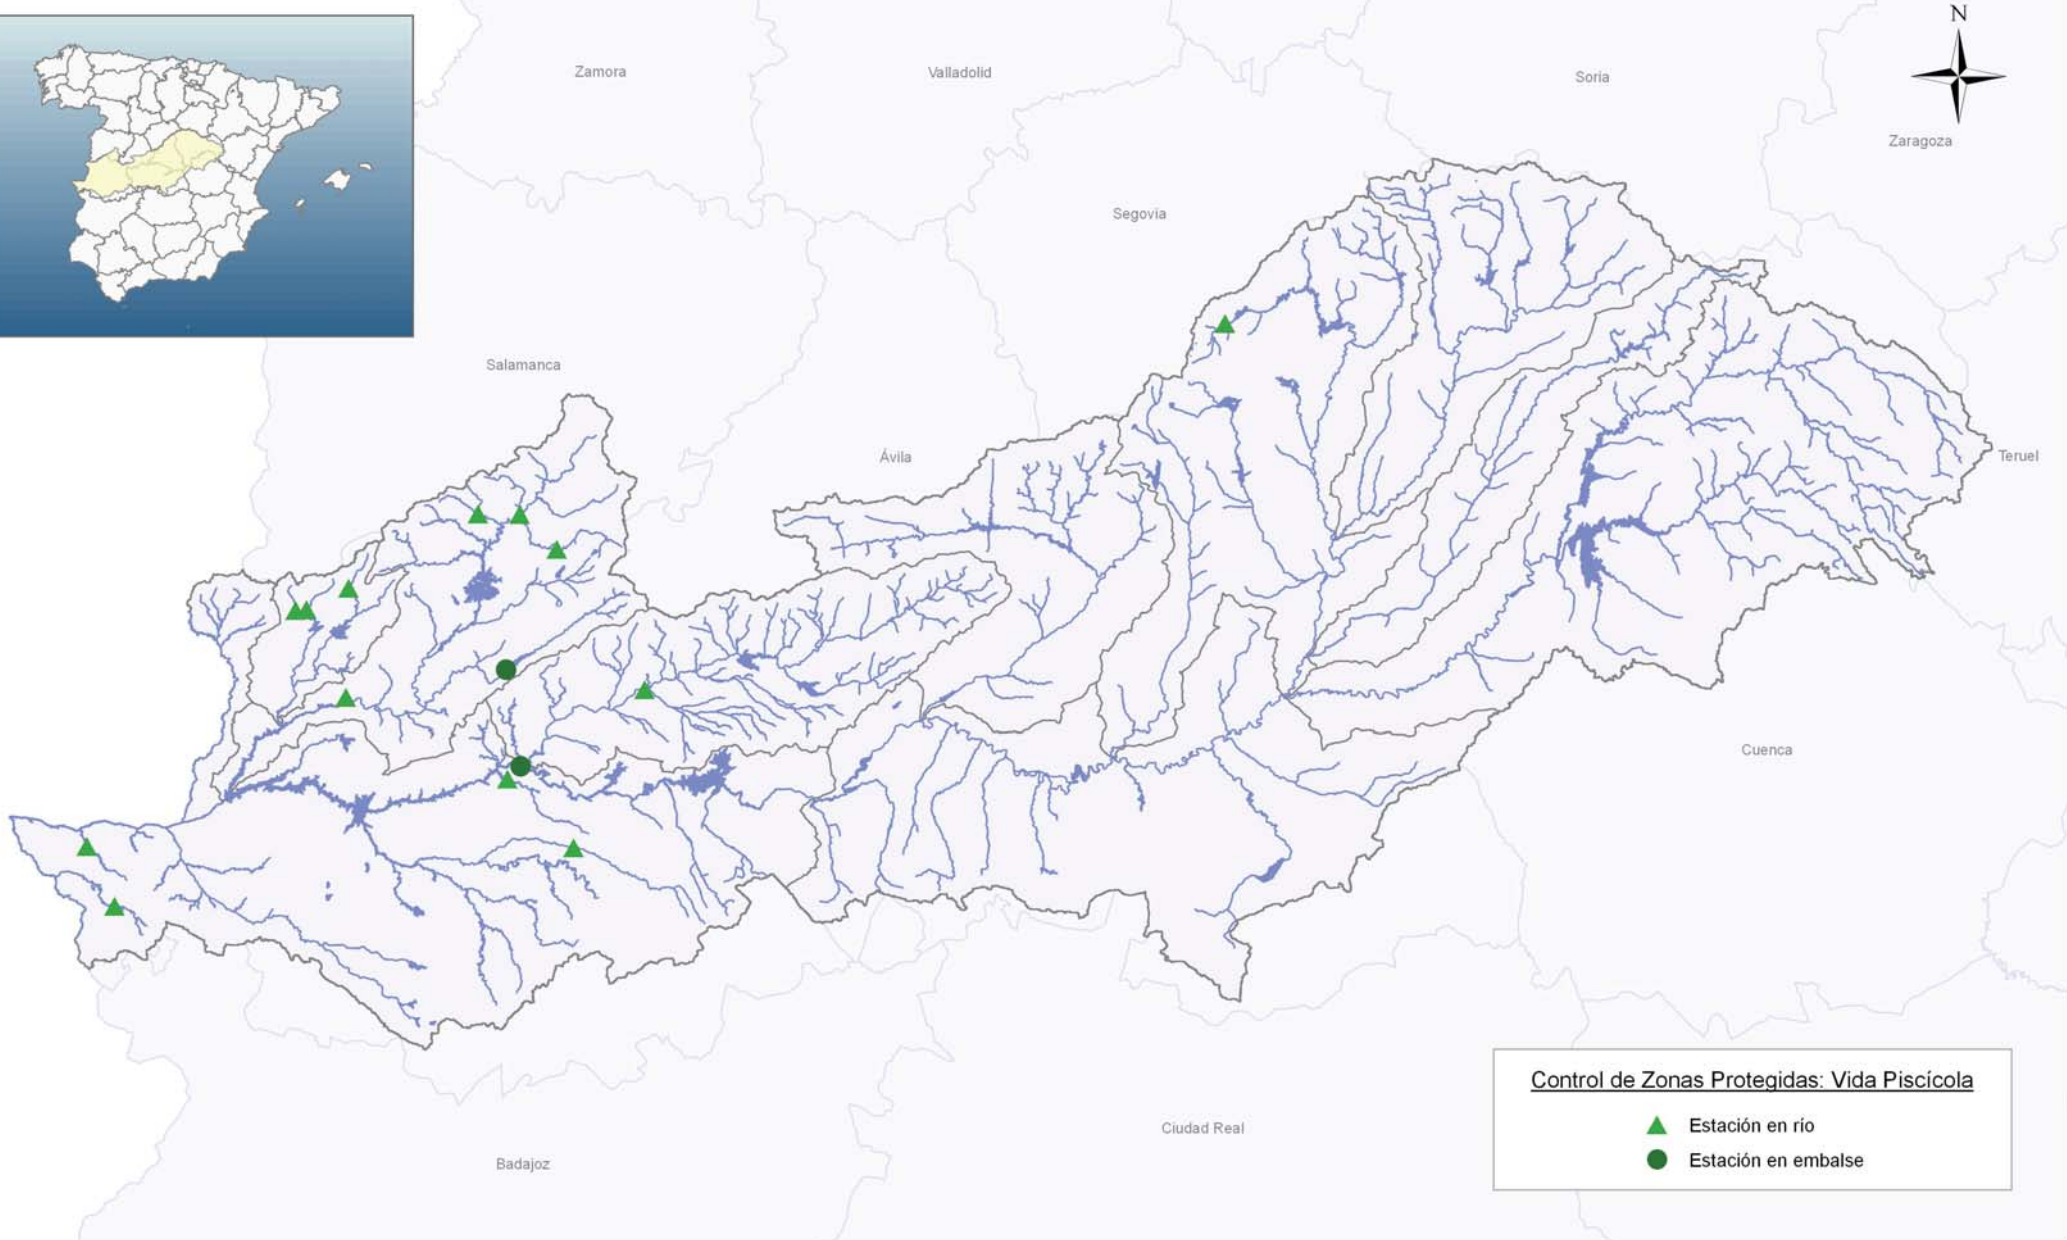 N
Zamora
Valladolid
Soria
Zaragoza
Segovia
Salamanca
Ávila
Teruel
Cuenca
Control de Zonas Protegidas: Vida Piscícola
Estación en río
Estación en embalse
Ciudad Real
Badajoz